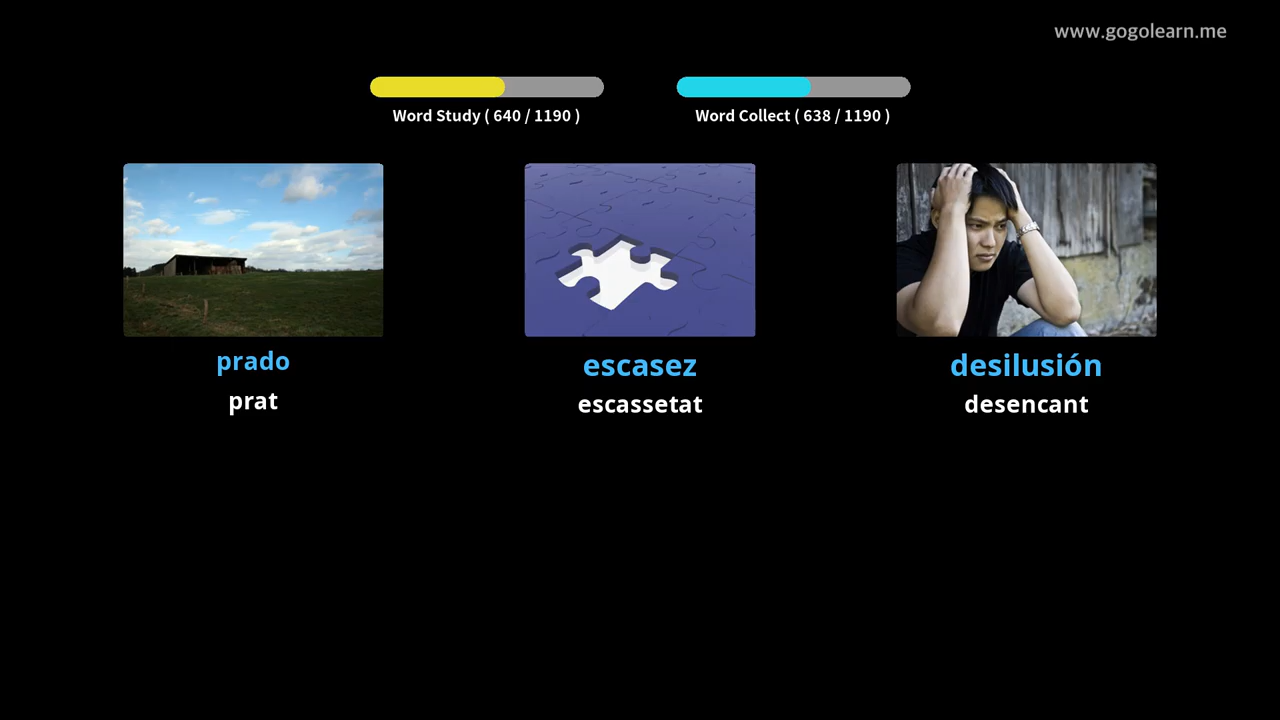 www.gogolearn.me
Word Study ( 640 / 1190 )
Word Collect ( 638 / 1190 )
prado
prat
escasez
escassetat
desilusión
desencant